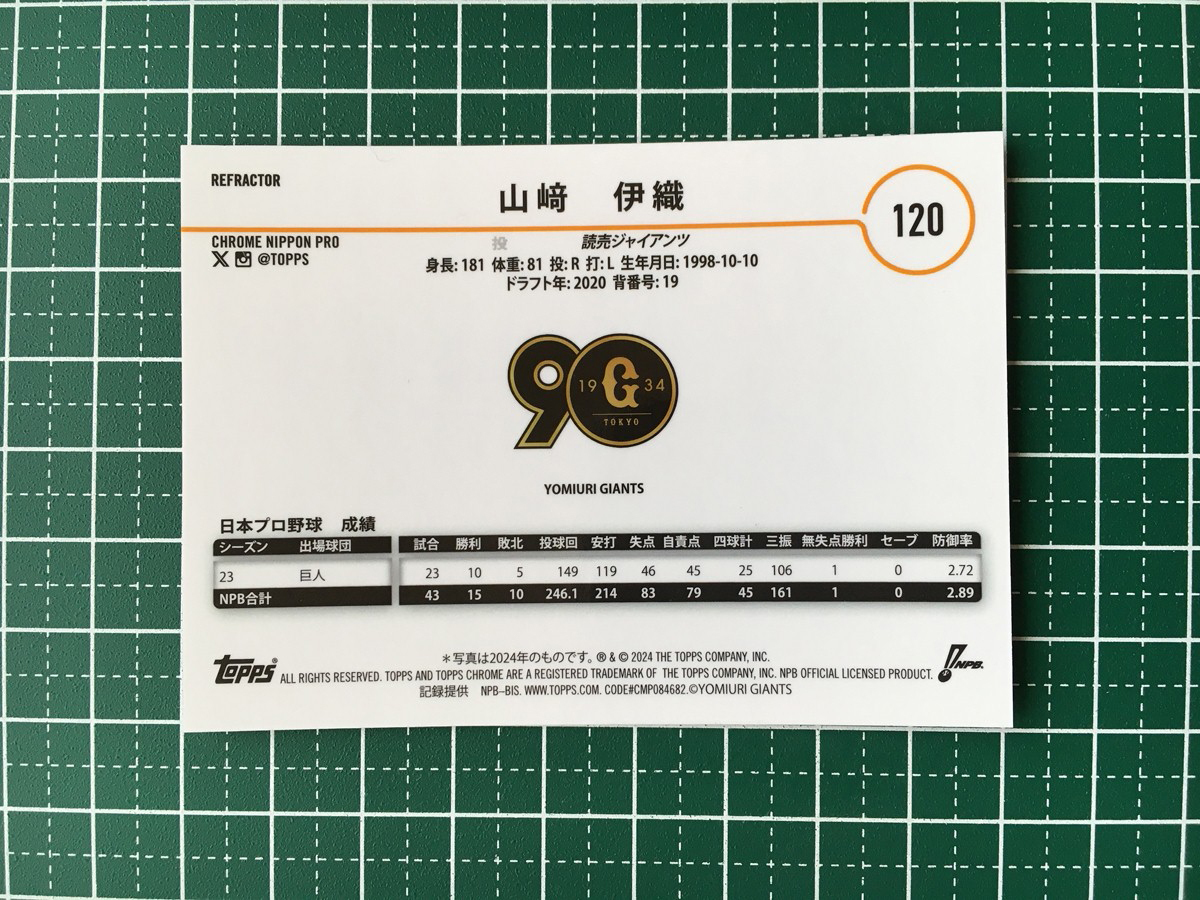 REFRACTOR
山﨑 伊織
120
CHROME NIPPON PRO
投 読売ジャイアンツ
@TOPPS
身長: 181 体重: 81 投: R 打: L 生年月日: 1998-10-10
ドラフト年: 2020 背番号: 19
90
19 G 34
TOKYO
YOMIURI GIANTS
日本プロ野球 成績
シーズン 出場球団 試合 勝利 敗北 投球回 安打 失点 自責点 四球計 三振 無失点勝利 セーブ 防御率
23 巨人 23 10 5 149 119 46 45 25 106 1 0 2.72
NPB合計 43 15 10 246.1 214 83 79 45 161 1 0 2.89
*写真は2024年のものです。® & © 2024 THE TOPPS COMPANY, INC.
TOPPS® ALL RIGHTS RESERVED. TOPPS AND TOPPS CHROME ARE A REGISTERED TRADEMARK OF THE TOPPS COMPANY, INC. NPB OFFICIAL LICENSED PRODUCT. NPB.
記録提供 NPB-BIS. WWW.TOPPS.COM. CODE#CMP084682.©YOMIURI GIANTS